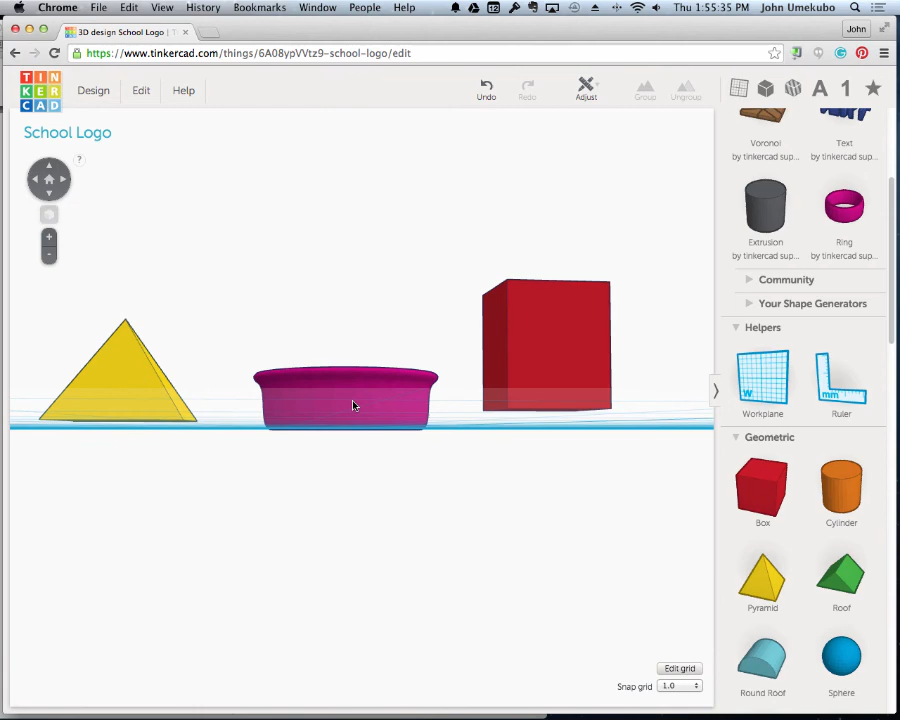 Chrome File Edit View History Bookmarks Window People Help 12 Thu 1:55:35 PM John Umekubo
3D design School Logo | T × John
https://www.tinkercad.com/things/6A08ypVVtz9-school-logo/edit
TIN
KER
CAD
Design Edit Help Undo Redo Adjust Group Ungroup A 1
School Logo
?
+
-
Voronoi Text
by tinkercad sup... by tinkercad sup...
Extrusion Ring
by tinkercad sup... by tinkercad sup...
Community
Your Shape Generators
Helpers
W mm
Workplane Ruler
Geometric
Box Cylinder
Pyramid Roof
Round Roof Sphere
Edit grid
Snap grid 1.0